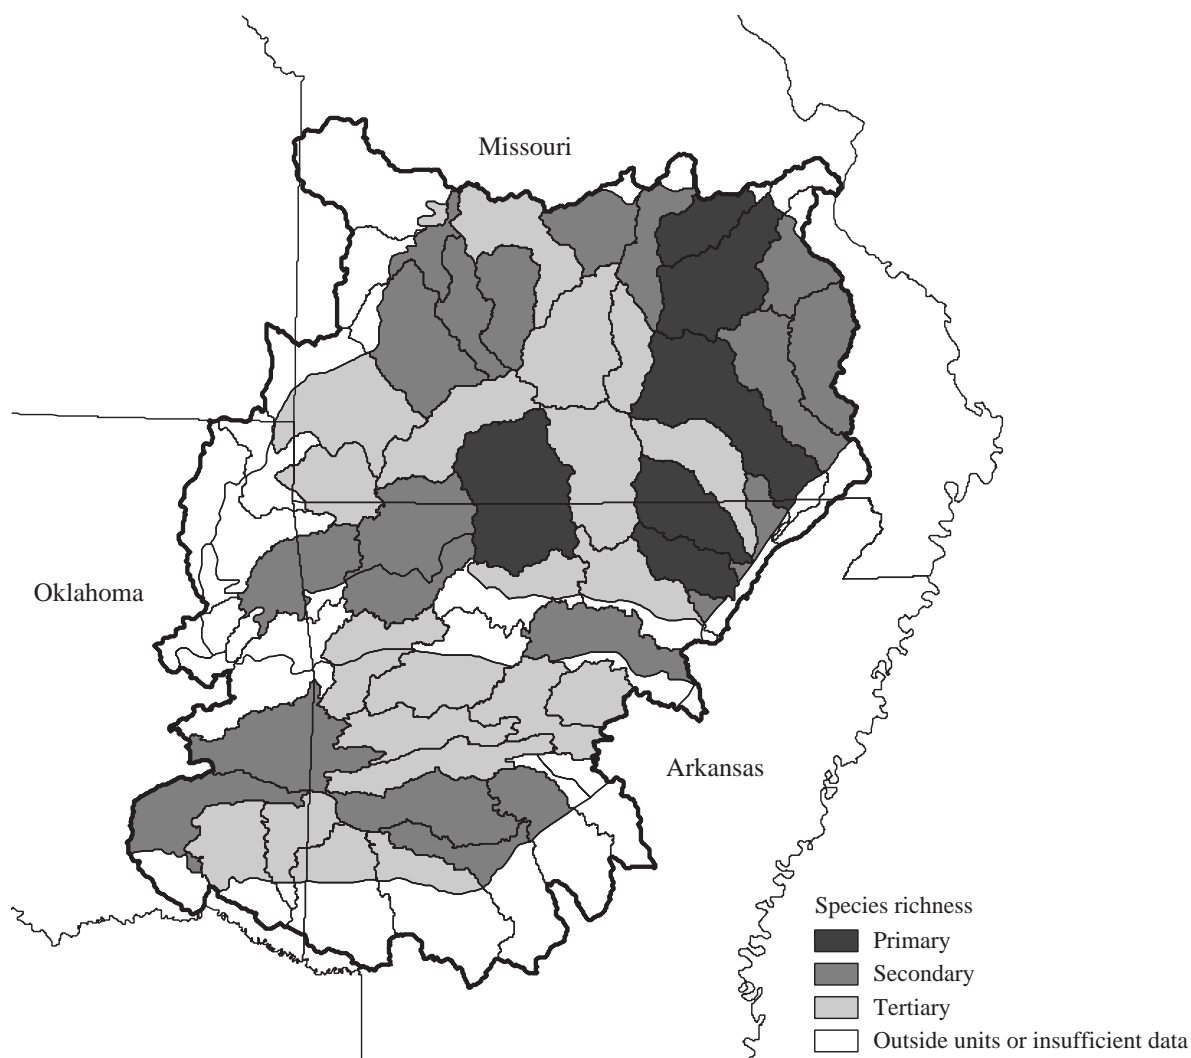 Missouri
Oklahoma
Arkansas
Species richness
Primary
Secondary
Tertiary
Outside units or insufficient data